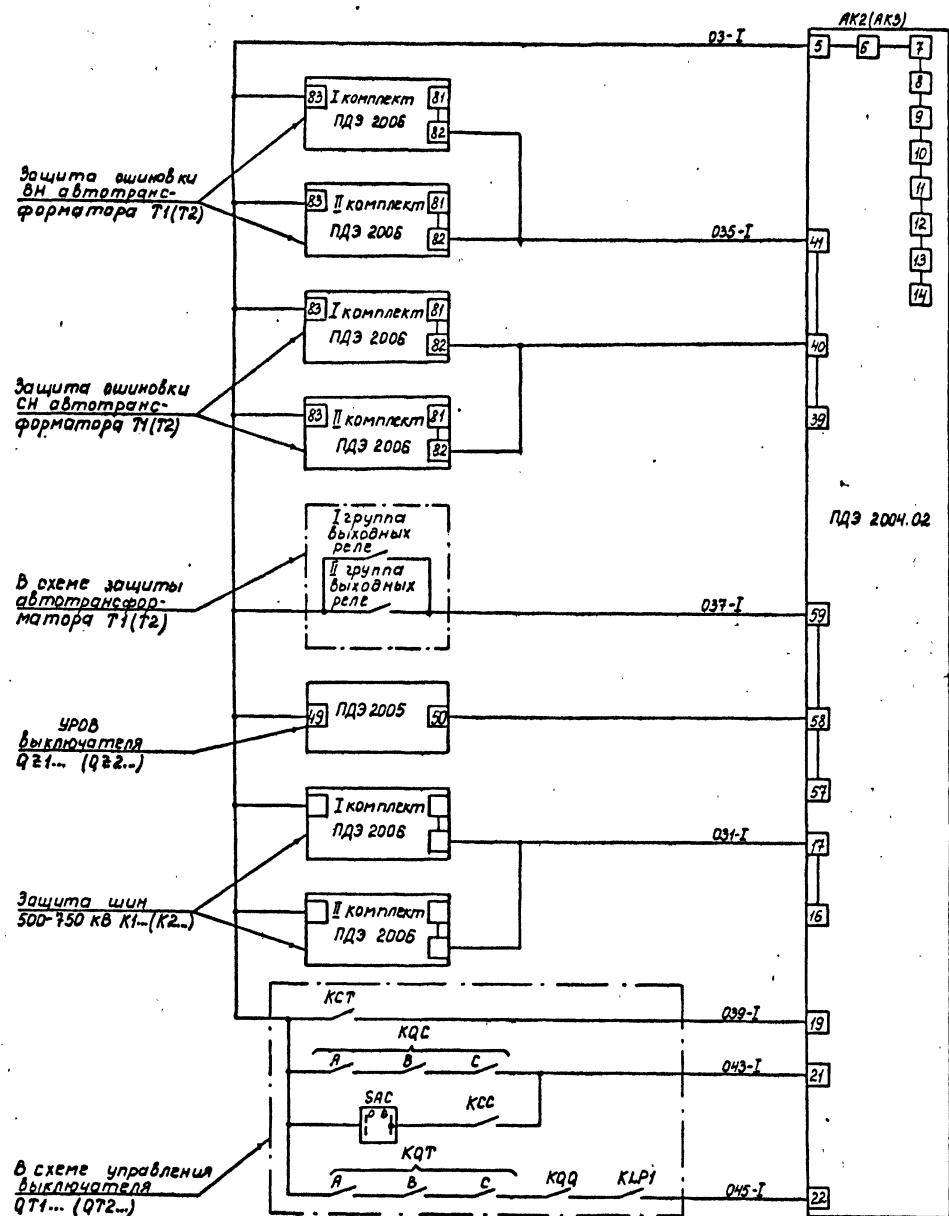 АК2(АК3)
03-I
5
6
7
8
9
10
11
12
13
14
83
I комплект
81
ПДЭ 2006
82
Защита ошиновки
ВН автотранс-
форматора Т1(Т2)
83
II комплект
81
ПДЭ 2006
82
035-I
41
83
I комплект
81
ПДЭ 2006
82
40
Защита ошиновки
СН автотранс-
форматора Т1(Т2)
83
II комплект
81
ПДЭ 2006
82
39
ПДЭ 2004.02
I группа
выходных
реле
II группа
выходных
реле
В схеме защиты
автотрансфор-
матора Т1(Т2)
037-I
59
УРОВ
выключателя
QZ1... (QZ2...)
49
ПДЭ 2005
50
58
57
I комплект
ПДЭ 2006
031-I
17
Защита шин
500-750 кВ К1...(К2...)
II комплект
ПДЭ 2006
16
KCT
039-I
19
KQC
A
B
C
043-I
21
SAC
KCC
В схеме управления
выключателя
QT1... (QT2...)
KQT
A
B
C
KQQ
KLP1
045-I
22